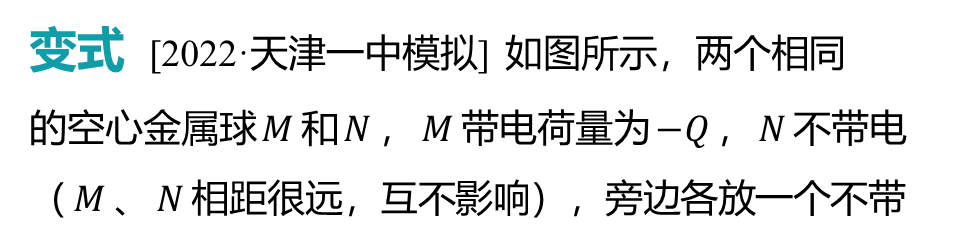 变式 [2022·天津一中模拟] 如图所示，两个相同
的空心金属球M和N，M带电荷量为−Q，N不带电
（M、N相距很远，互不影响），旁边各放一个不带